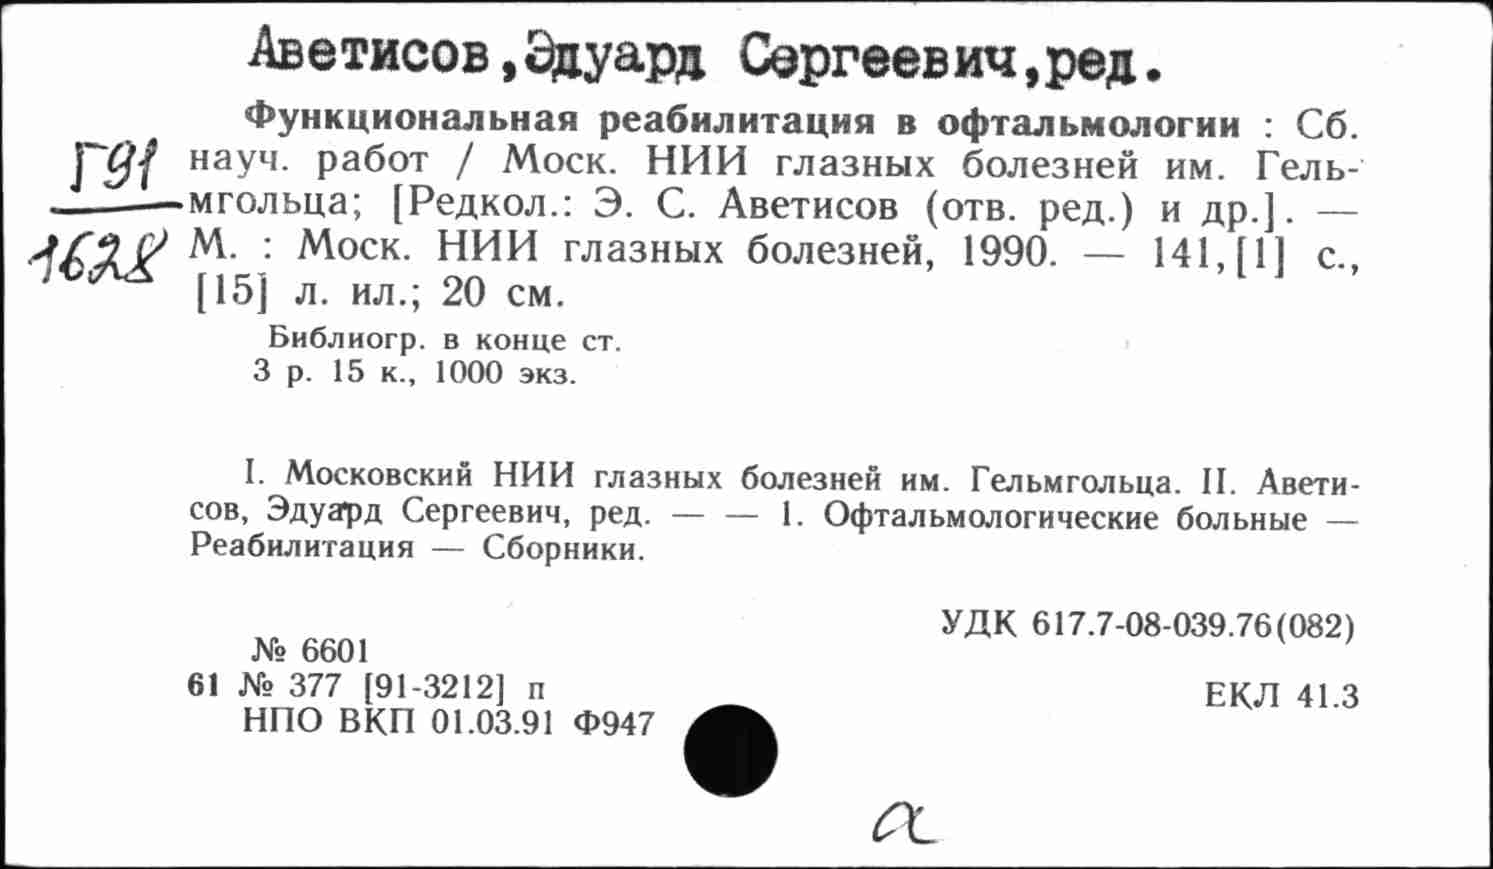 Аветисов,Эдуард Сергеевич,ред.
Функциональная реабилитация в офтальмологии : Сб.
Г91 науч. работ / Моск. НИИ глазных болезней им. Гель-
мгольца; [Редкол.: Э. С. Аветисов (отв. ред.) и др.]. —
1628 М. : Моск. НИИ глазных болезней, 1990. — 141,[1] с.,
[15] л. ил.; 20 см.
Библиогр. в конце ст.
3 р. 15 к., 1000 экз.
I. Московский НИИ глазных болезней им. Гельмгольца. II. Авети-
сов, Эдуард Сергеевич, ред. — — 1. Офтальмологические больные —
Реабилитация — Сборники.
УДК 617.7-08-039.76(082)
№ 6601
61 № 377 [91-3212] п
ЕКЛ 41.3
НПО ВКП 01.03.91 Ф947
а